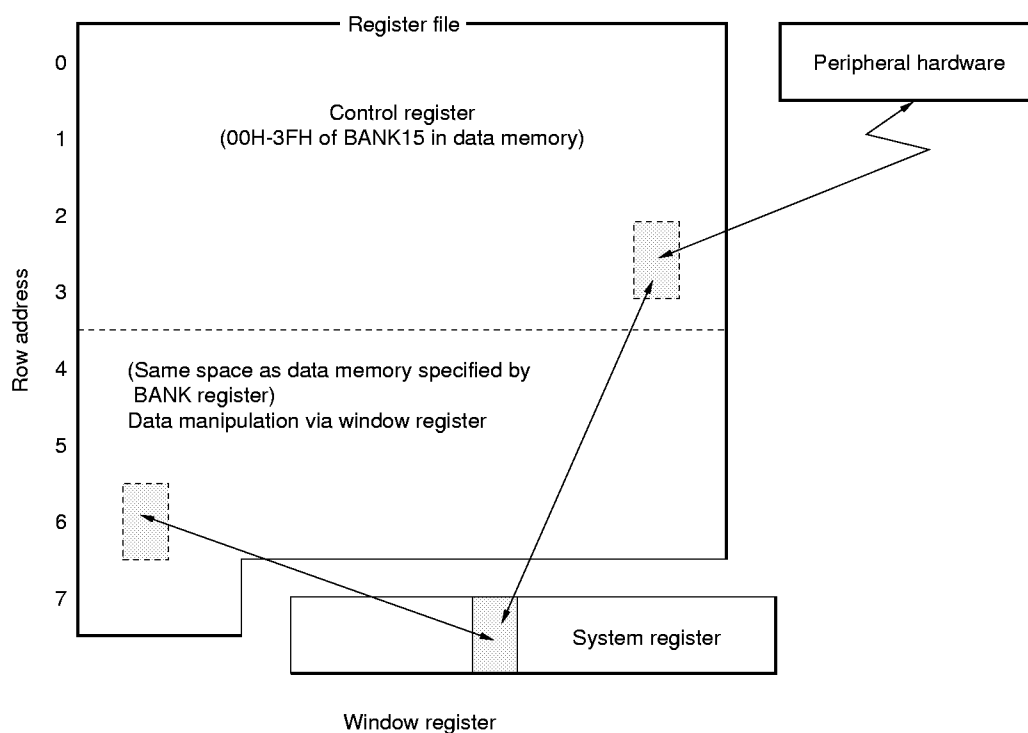 Register file
Peripheral hardware
Control register
(00H-3FH of BANK15 in data memory)
Row address
0
1
2
3
4
5
6
7
(Same space as data memory specified by
BANK register)
Data manipulation via window register
System register
Window register